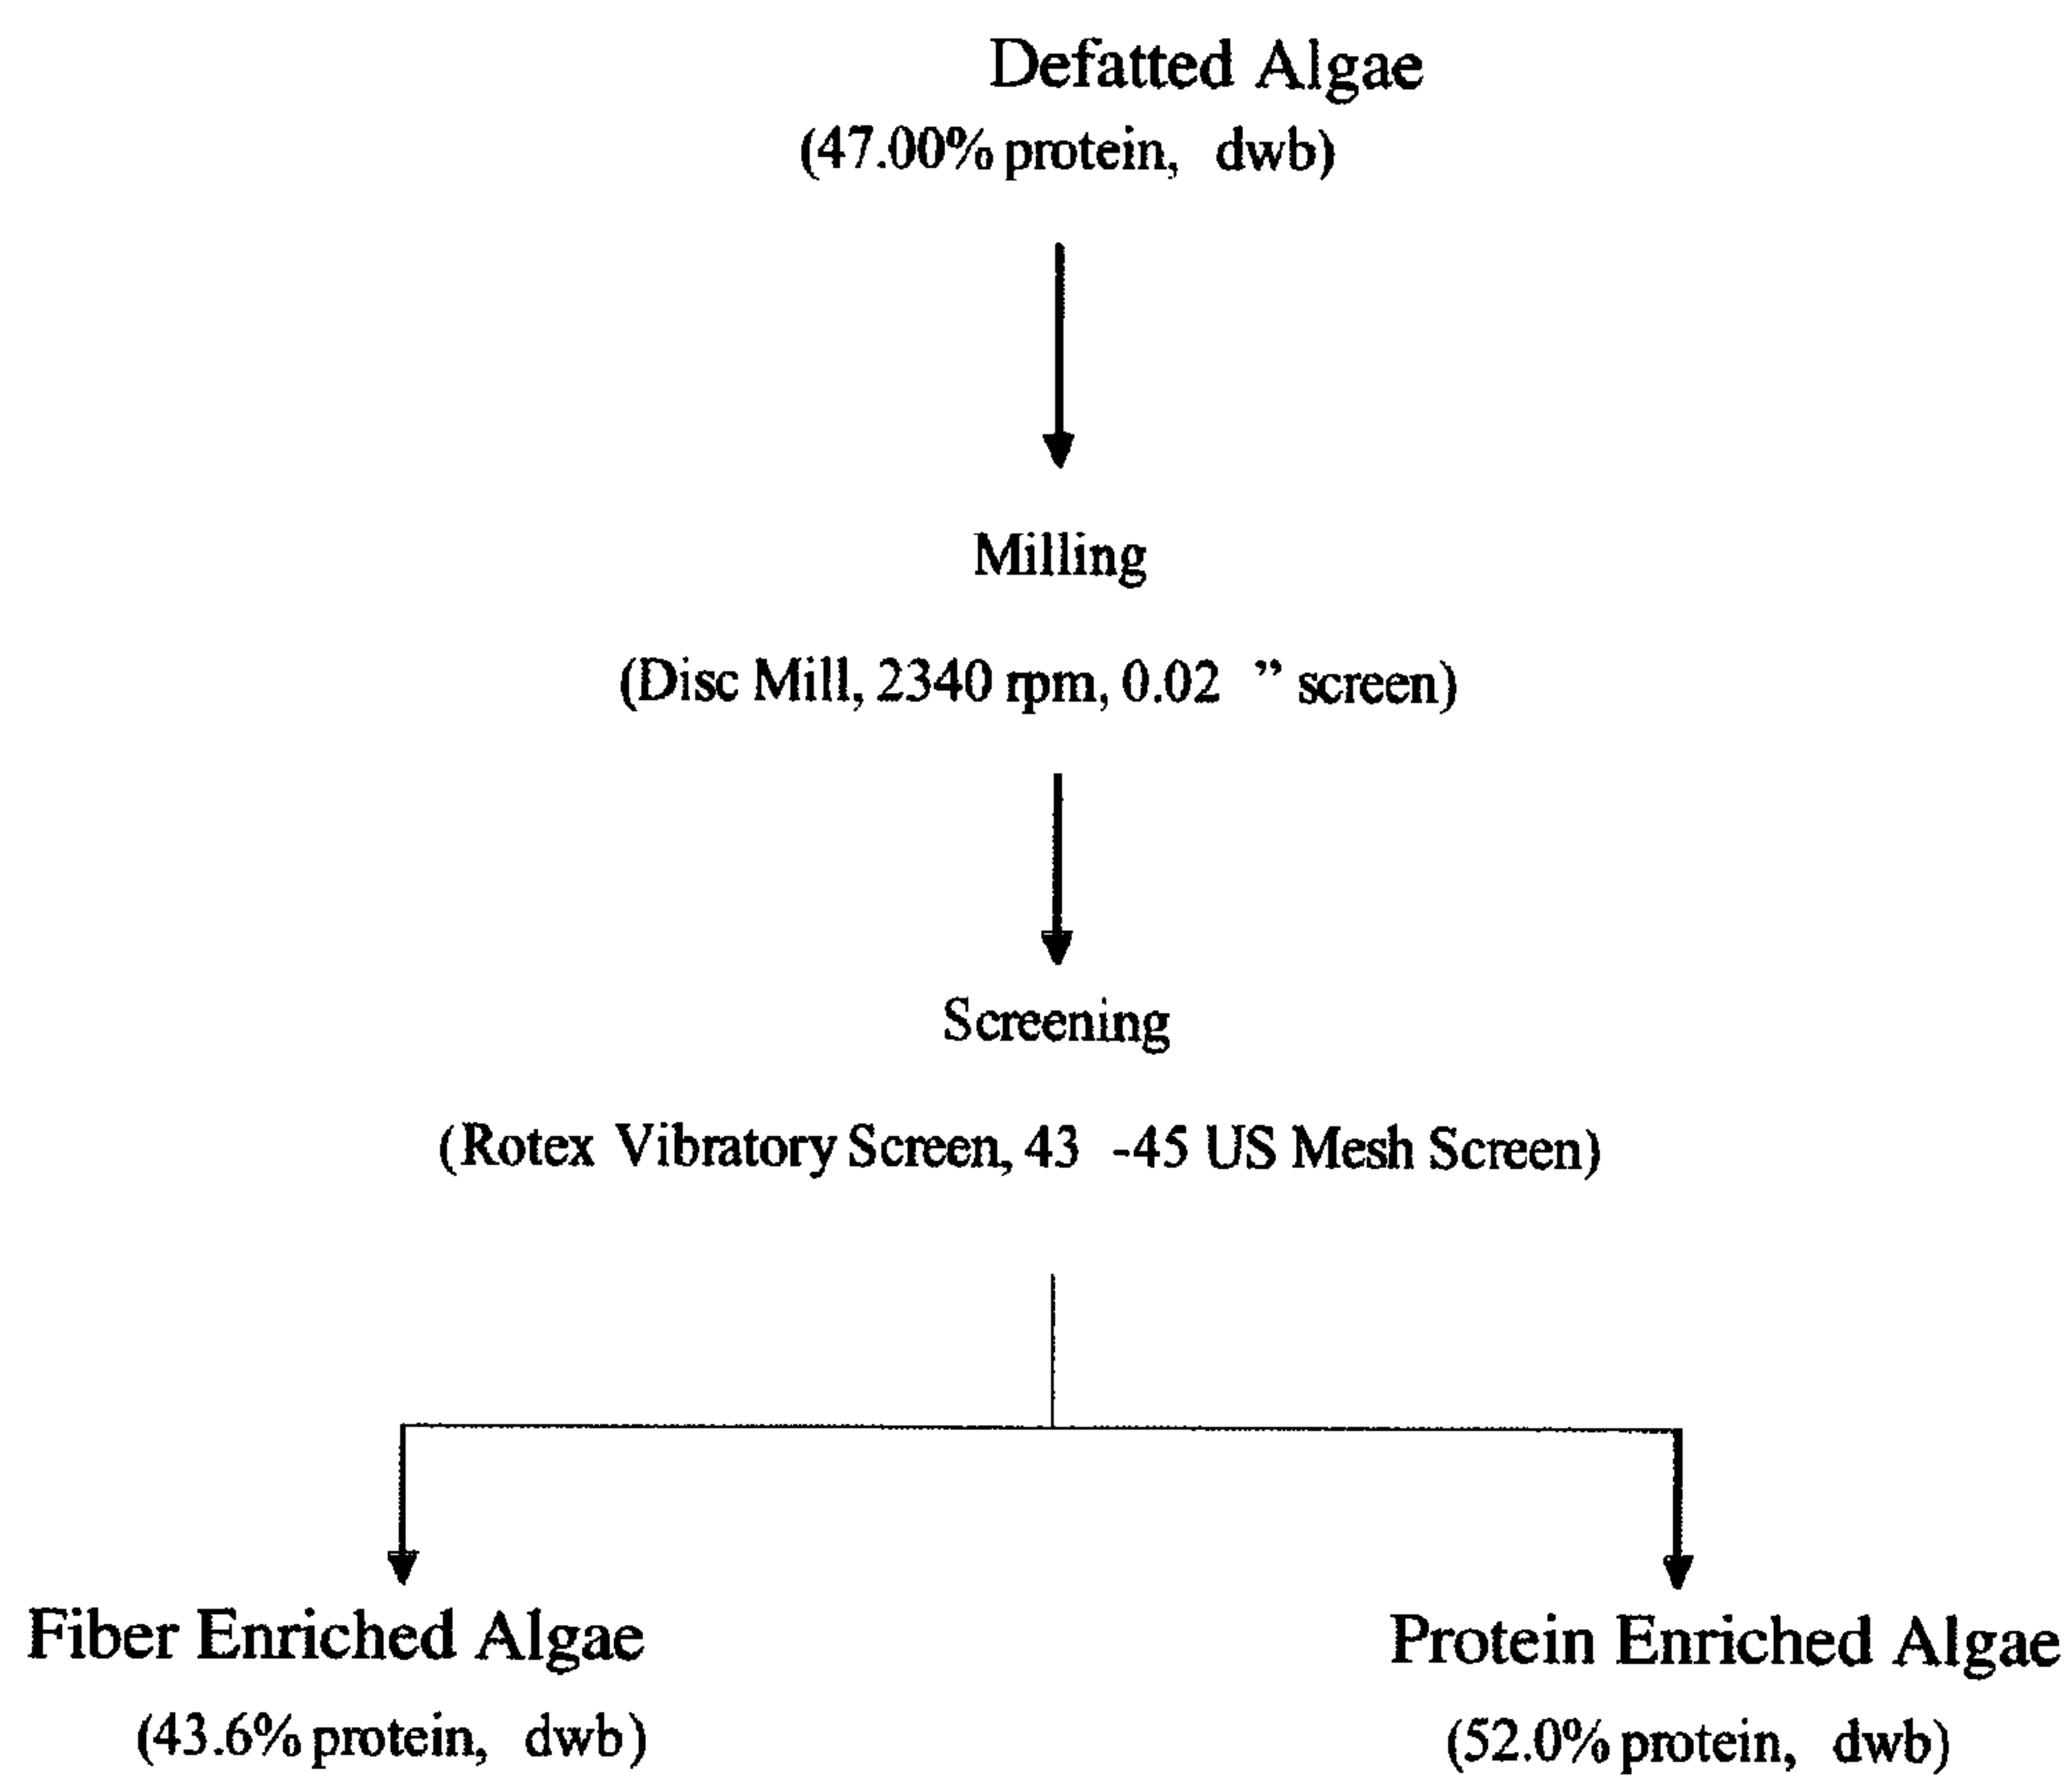 Defatted Algae
(47.00% protein, dwb)
Milling
(Disc Mill, 2340 rpm, 0.02 ” screen)
Screening
(Rotex Vibratory Screen, 43 -45 US Mesh Screen)
Fiber Enriched Algae
(43.6% protein, dwb)
Protein Enriched Algae
(52.0% protein, dwb)